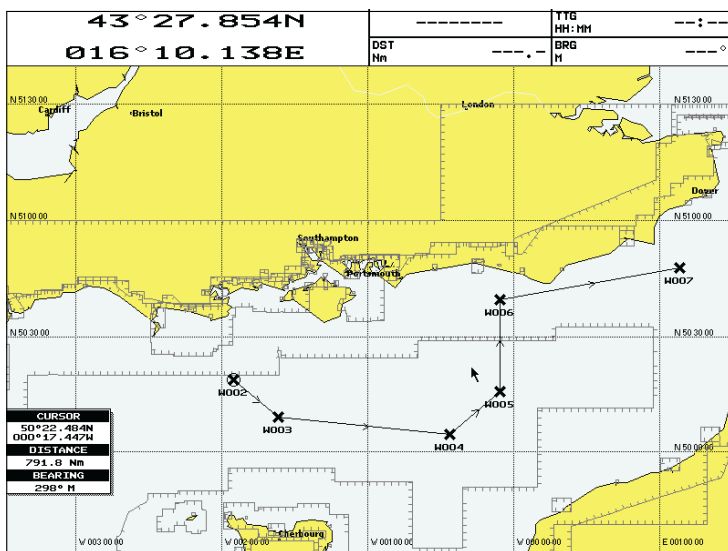 43°27.854N
016°10.138E
--------
TTG
HH:MM
--:--
DST
Nm
---.-
BRG
M
---°
N 51 30 00
N 51 30 00
Cardiff
Bristol
London
Dover
N 51 00 00
N 51 00 00
Southampton
Portsmouth
W007
W006
N 50 30 00
N 50 30 00
W002
W003
W005
W004
CURSOR
50°22.484N
000°17.447W
DISTANCE
791.8 Nm
BEARING
298° M
N 50 00 00
Cherbourg
W 003 00 00
W 002 00 00
W 001 00 00
W 000 00 00
E 001 00 00